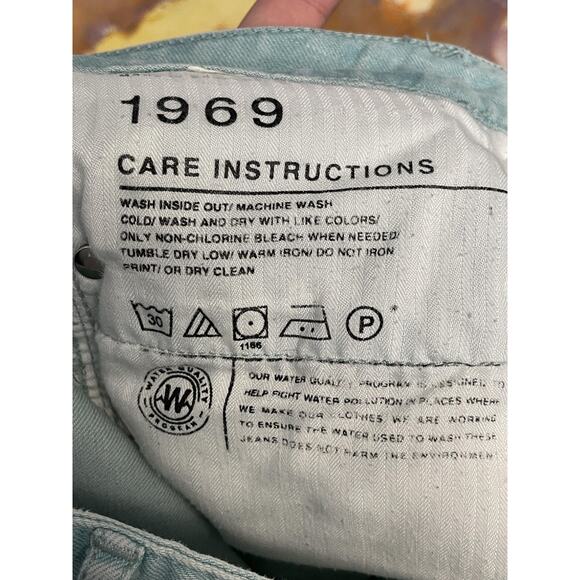 1969
CARE INSTRUCTIONS
WASH INSIDE OUT/ MACHINE WASH
COLD/ WASH AND DRY WITH LIKE COLORS/
ONLY NON-CHLORINE BLEACH WHEN NEEDED/
TUMBLE DRY LOW/ WARM IRON/ DO NOT IRON
PRINT/ OR DRY CLEAN
30 P*
1166
WATER QUALITY
W
PROGRAM
OUR WATER QUALITY PROGRAM IS DESIGNED TO
HELP FIGHT WATER POLLUTION IN PLACES WHERE
WE MAKE OUR CLOTHES. WE ARE WORKING
TO ENSURE THE WATER USED TO WASH THESE
JEANS DOES NOT HARM THE ENVIRONMENT